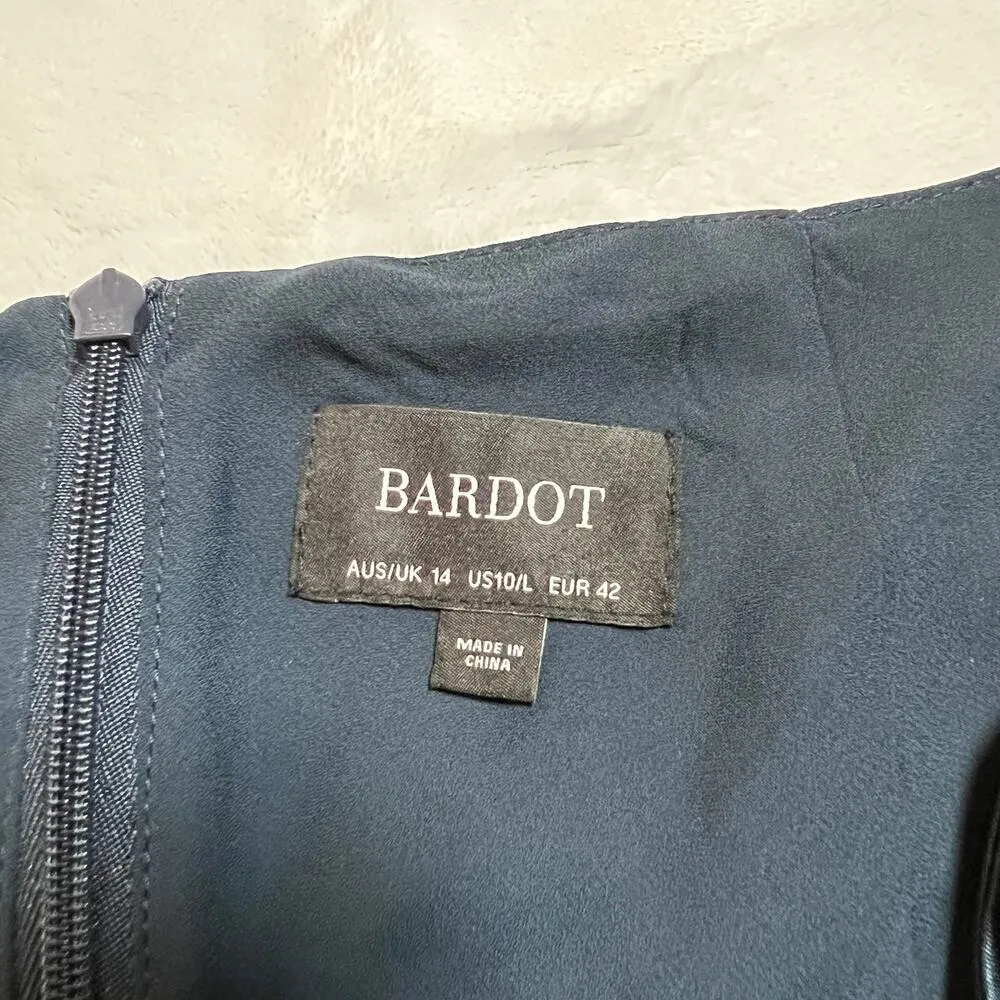 BARDOT
AUS/UK 14 US10/L EUR 42
MADE IN
CHINA